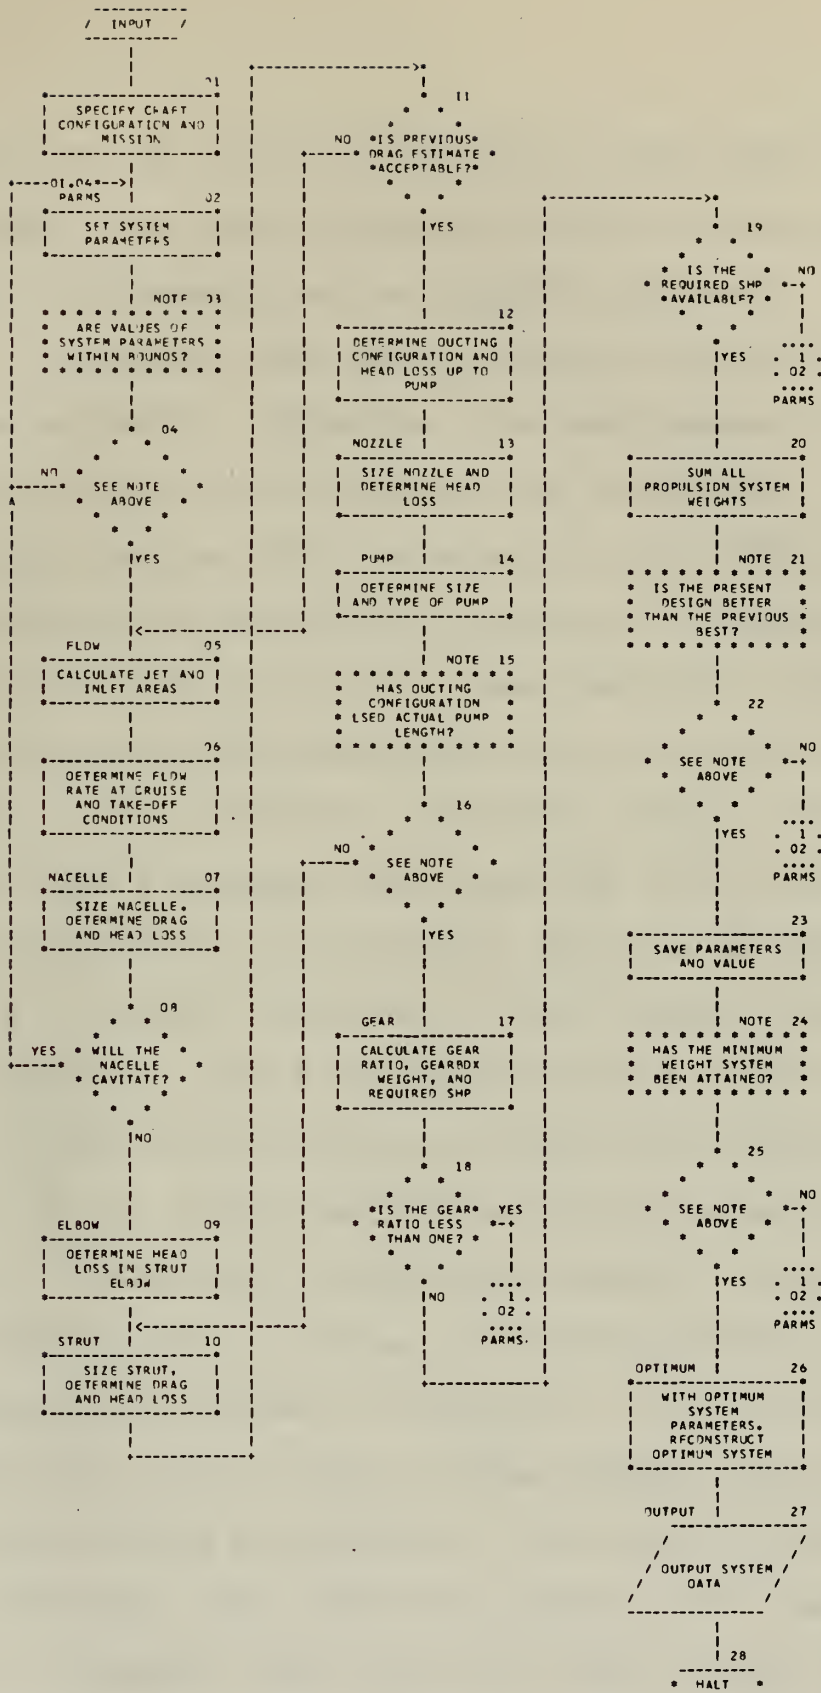 INPUT
01
SPECIFY CRAFT
CONFIGURATION AND
MISSION
01.04
PARMS
02
SET SYSTEM
PARAMETERS
NOTE 03
ARE VALUES OF
SYSTEM PARAMETERS
WITHIN BOUNDS?
04
NO
SEE NOTE
ABOVE
YES
FLOW 05
CALCULATE JET AND
INLET AREAS
06
DETERMINE FLOW
RATE AT CRUISE
AND TAKE-OFF
CONDITIONS
NACELLE 07
SIZE NACELLE.
DETERMINE DRAG
AND HEAD LOSS
08
YES
WILL THE
NACELLE
CAVITATE?
NO
ELBOW 09
DETERMINE HEAD
LOSS IN STRUT
ELBOW
STRUT 10
SIZE STRUT,
DETERMINE DRAG
AND HEAD LOSS
11
NO
IS PREVIOUS
DRAG ESTIMATE
ACCEPTABLE?
YES
12
DETERMINE DUCTING
CONFIGURATION AND
HEAD LOSS UP TO
PUMP
NOZZLE 13
SIZE NOZZLE AND
DETERMINE HEAD
LOSS
PUMP 14
DETERMINE SIZE
AND TYPE OF PUMP
NOTE 15
HAS DUCTING
CONFIGURATION
USED ACTUAL PUMP
LENGTH?
16
NO
SEE NOTE
ABOVE
YES
GEAR 17
CALCULATE GEAR
RATIO, GEARBOX
WEIGHT, AND
REQUIRED SHP
18
IS THE GEAR
RATIO LESS
THAN ONE?
YES
NO
1
02
PARMS.
19
IS THE
REQUIRED SHP
AVAILABLE?
NO
YES
1
02
PARMS
20
SUM ALL
PROPULSION SYSTEM
WEIGHTS
NOTE 21
IS THE PRESENT
DESIGN BETTER
THAN THE PREVIOUS
BEST?
22
NO
SEE NOTE
ABOVE
YES
1
02
PARMS
23
SAVE PARAMETERS
AND VALUE
NOTE 24
HAS THE MINIMUM
WEIGHT SYSTEM
BEEN ATTAINED?
25
NO
SEE NOTE
ABOVE
YES
1
02
PARMS
OPTIMUM 26
WITH OPTIMUM
SYSTEM
PARAMETERS.
RECONSTRUCT
OPTIMUM SYSTEM
OUTPUT 27
OUTPUT SYSTEM
DATA
28
HALT